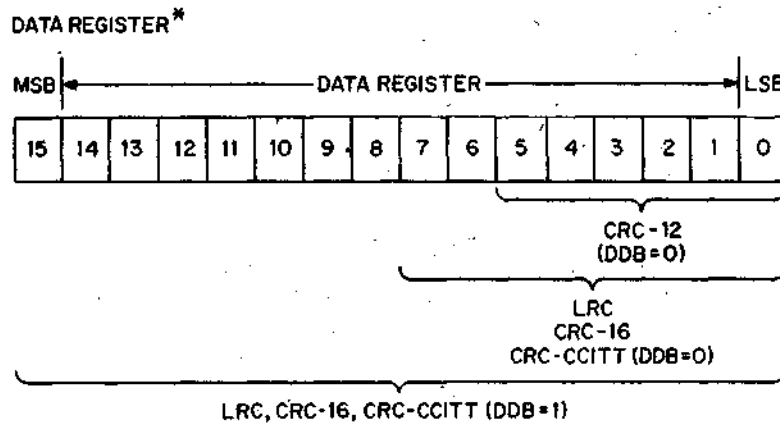 DATA REGISTER*
MSB DATA REGISTER LSB
15 14 13 12 11 10 9 8 7 6 5 4 3 2 1 0
CRC-12
(DDB=0)
LRC
CRC-16
CRC-CCITT (DDB=0)
LRC, CRC-16, CRC-CCITT (DDB=1)